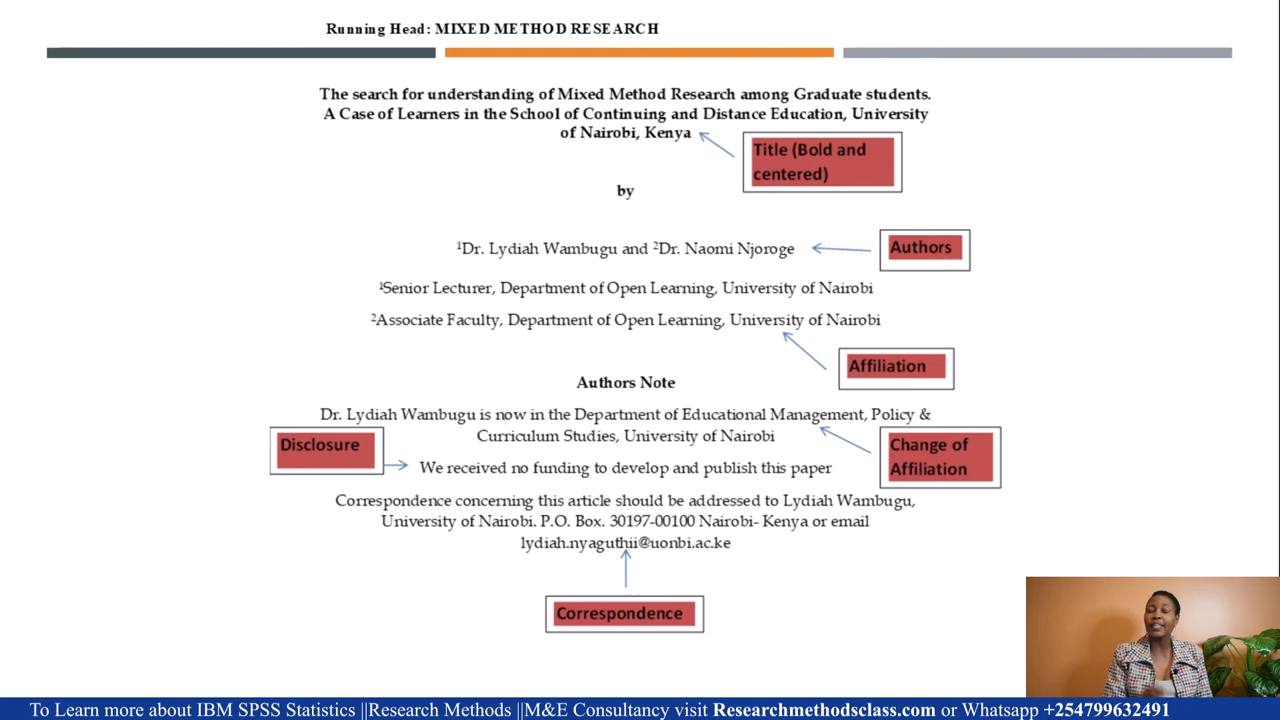 Running Head: MIXED METHOD RESEARCH
The search for understanding of Mixed Method Research among Graduate students.
A Case of Learners in the School of Continuing and Distance Education, University
of Nairobi, Kenya
Title (Bold and
centered)
by
¹Dr. Lydiah Wambugu and ²Dr. Naomi Njoroge
Authors
¹Senior Lecturer, Department of Open Learning, University of Nairobi
²Associate Faculty, Department of Open Learning, University of Nairobi
Affiliation
Authors Note
Dr. Lydiah Wambugu is now in the Department of Educational Management, Policy &
Curriculum Studies, University of Nairobi
Change of
Affiliation
Disclosure
We received no funding to develop and publish this paper
Correspondence concerning this article should be addressed to Lydiah Wambugu,
University of Nairobi. P.O. Box. 30197-00100 Nairobi- Kenya or email
lydiah.nyaguthii@uonbi.ac.ke
Correspondence
To Learn more about IBM SPSS Statistics ||Research Methods ||M&E Consultancy visit Researchmethodsclass.com or Whatsapp +254799632491